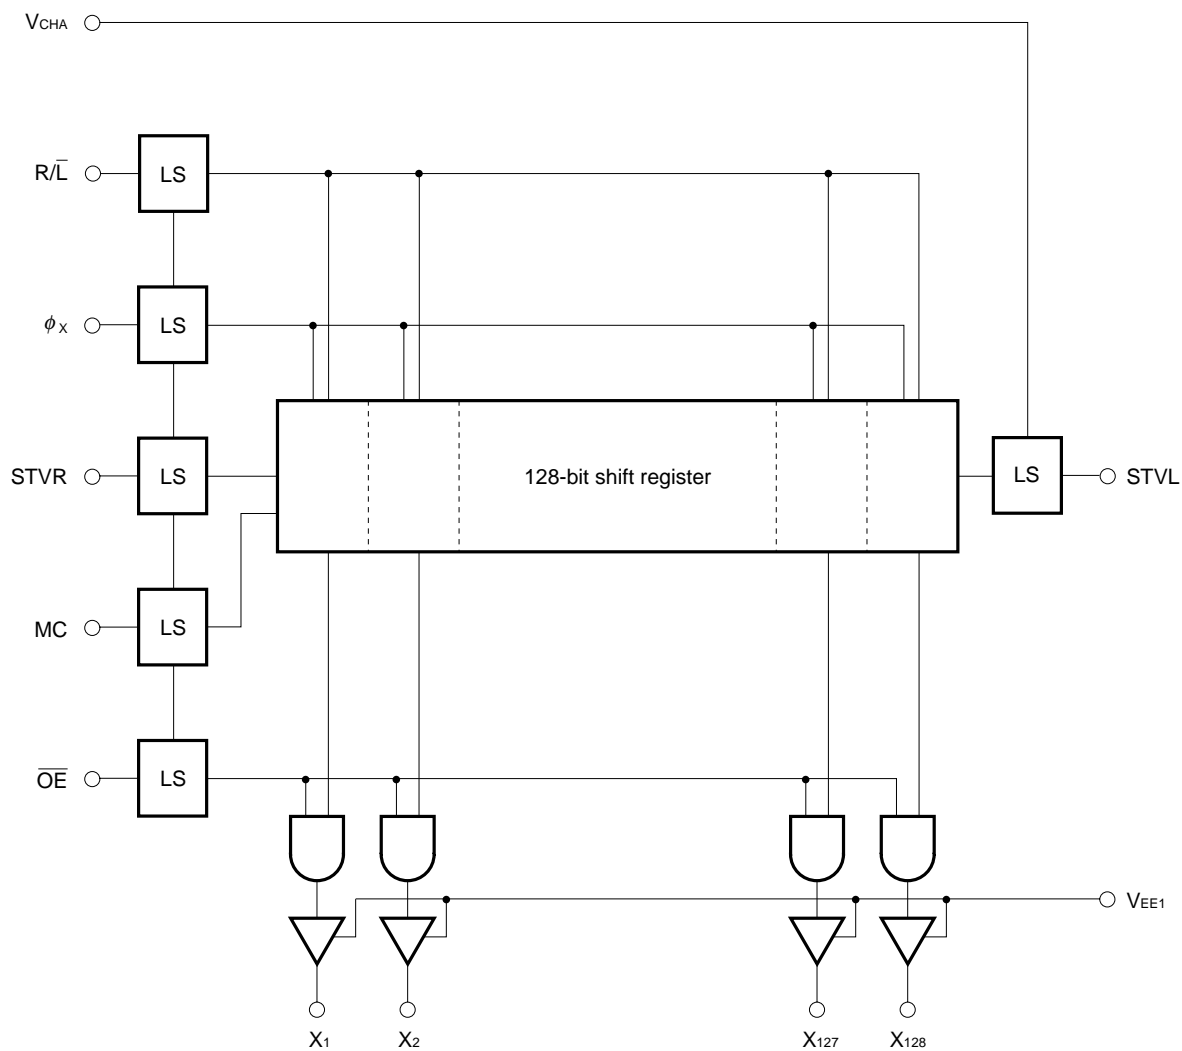 VCHA
R/L̅
LS
ϕX
LS
STVR
LS
128-bit shift register
LS
STVL
MC
LS
O̅E̅
LS
VEE1
X1
X2
X127
X128